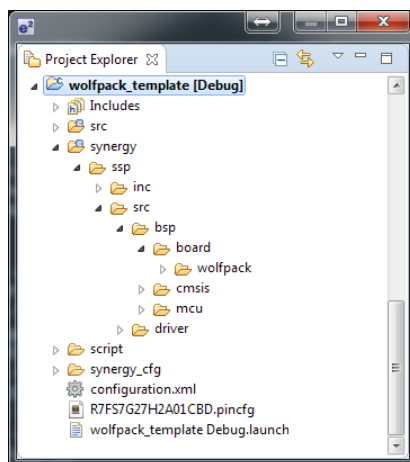 e²
Project Explorer
wolfpack_template [Debug]
Includes
src
synergy
ssp
inc
src
bsp
board
wolfpack
cmsis
mcu
driver
script
synergy_cfg
configuration.xml
R7FS7G27H2A01CBD.pincfg
wolfpack_template Debug.launch